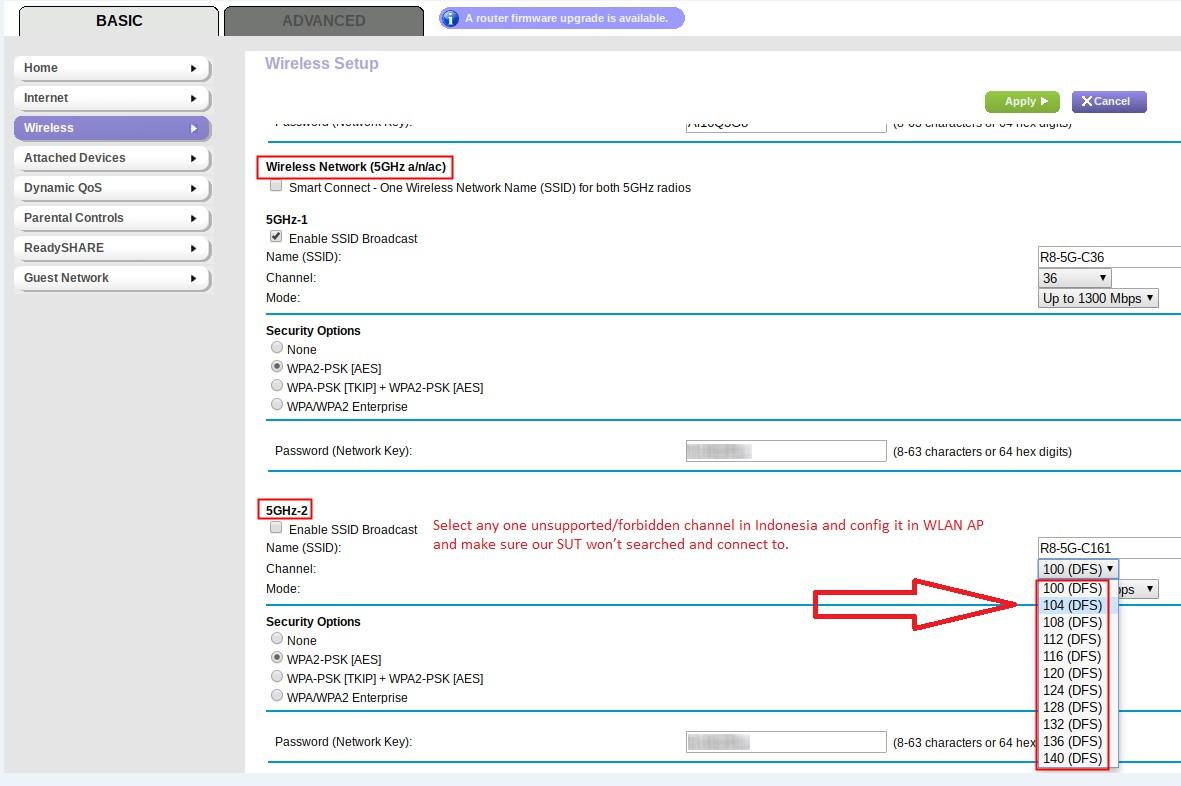 BASIC
ADVANCED
A router firmware upgrade is available.
Home
Internet
Wireless
Attached Devices
Dynamic QoS
Parental Controls
ReadySHARE
Guest Network
Wireless Setup
Apply
Cancel
Password (Network Key): (8-63 characters or 64 hex digits)
Wireless Network (5GHz a/n/ac)
Smart Connect - One Wireless Network Name (SSID) for both 5GHz radios
5GHz-1
Enable SSID Broadcast
Name (SSID): R8-5G-C36
Channel: 36
Mode: Up to 1300 Mbps
Security Options
None
WPA2-PSK [AES]
WPA-PSK [TKIP] + WPA2-PSK [AES]
WPA/WPA2 Enterprise
Password (Network Key): (8-63 characters or 64 hex digits)
5GHz-2
Enable SSID Broadcast
Select any one unsupported/forbidden channel in Indonesia and config it in WLAN AP
and make sure our SUT won't searched and connect to.
Name (SSID): R8-5G-C161
Channel: 100 (DFS)
Mode: ops
100 (DFS)
104 (DFS)
108 (DFS)
112 (DFS)
116 (DFS)
120 (DFS)
124 (DFS)
128 (DFS)
132 (DFS)
136 (DFS)
140 (DFS)
Security Options
None
WPA2-PSK [AES]
WPA-PSK [TKIP] + WPA2-PSK [AES]
WPA/WPA2 Enterprise
Password (Network Key): (8-63 characters or 64 hex